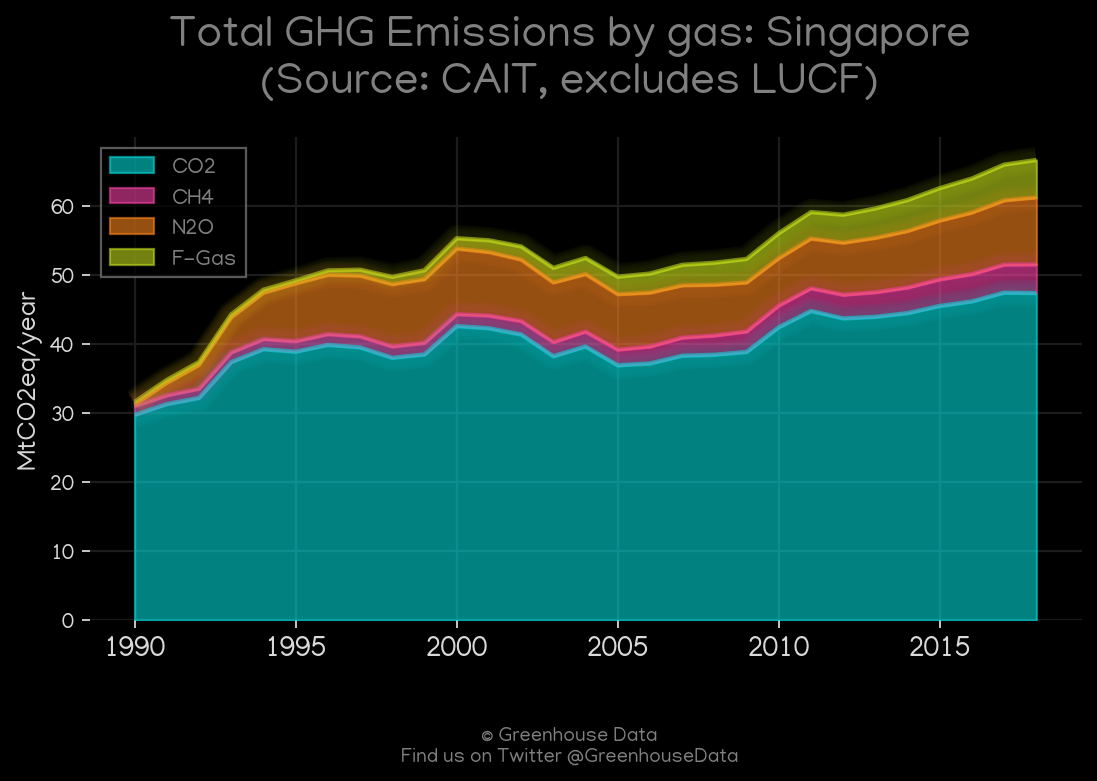 Total GHG Emissions by gas: Singapore
(Source: CAIT, excludes LUCF)
CO2
CH4
N2O
F-Gas
MtCO2eq/year
60
50
40
30
20
10
0
1990 1995 2000 2005 2010 2015
© Greenhouse Data
Find us on Twitter @GreenhouseData